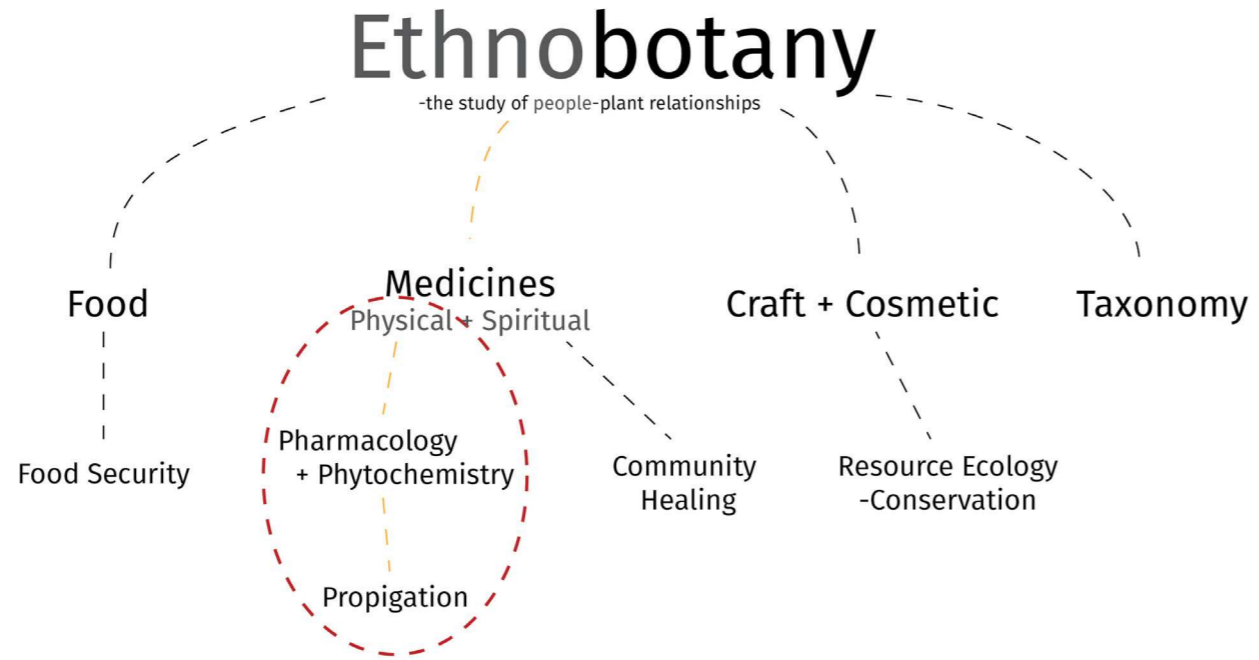 Ethnobotany
-the study of people-plant relationships
Food
Medicines
Physical + Spiritual
Craft + Cosmetic
Taxonomy
Food Security
Pharmacology
+ Phytochemistry
Community
Healing
Resource Ecology
-Conservation
Propigation